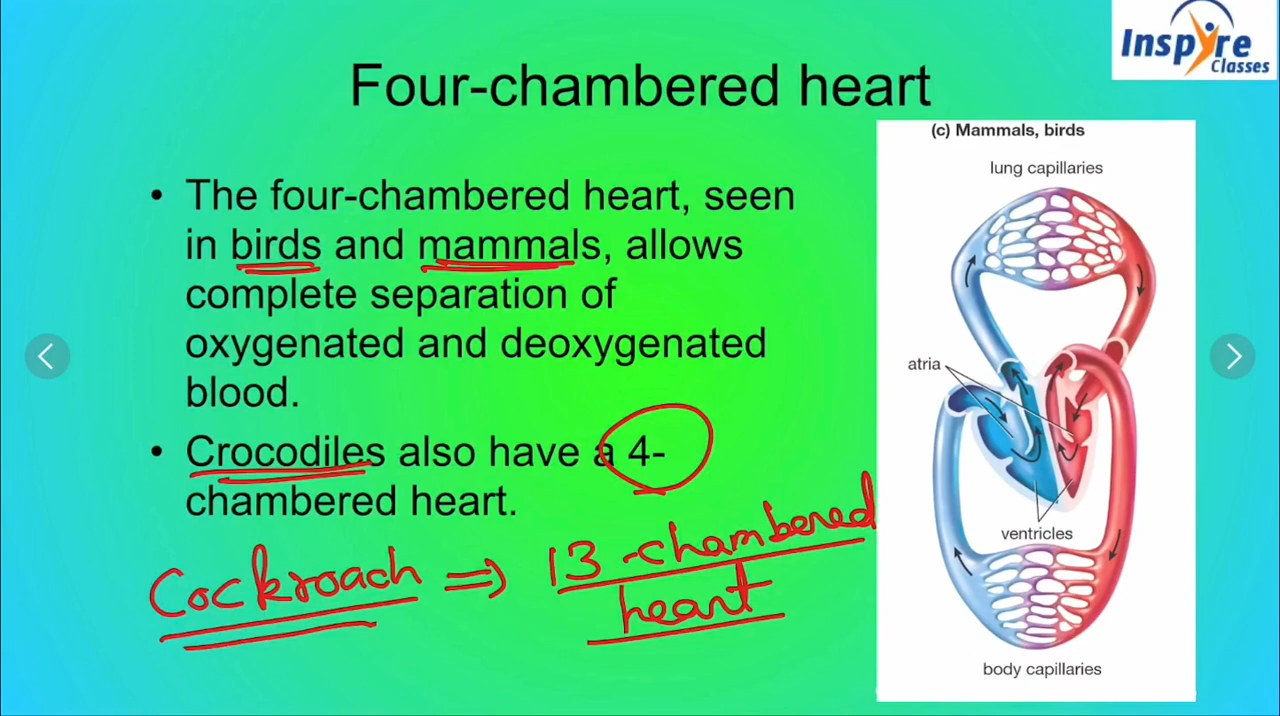 Inspyre
Classes
Four-chambered heart
• The four-chambered heart, seen
in birds and mammals, allows
complete separation of
oxygenated and deoxygenated
blood.
• Crocodiles also have a 4-
chambered heart.
Cockroach ⇒ 13-chambered
heart
(c) Mammals, birds
lung capillaries
atria
ventricles
body capillaries